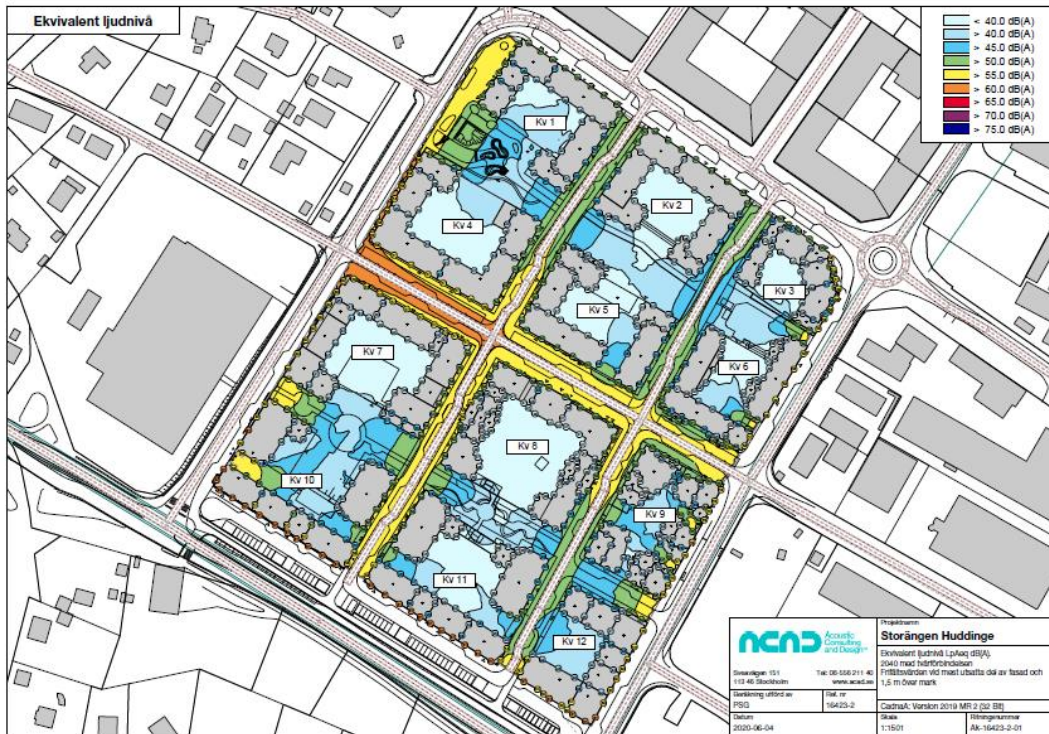 Ekvivalent ljudnivå
< 40.0 dB(A)
> 40.0 dB(A)
> 45.0 dB(A)
> 50.0 dB(A)
> 55.0 dB(A)
> 60.0 dB(A)
> 65.0 dB(A)
> 70.0 dB(A)
> 75.0 dB(A)
Kv 1
Kv 2
Kv 3
Kv 4
Kv 5
Kv 6
Kv 7
Kv 8
Kv 9
Kv 10
Kv 11
Kv 12
ACAD Acoustic
Consulting
and Design
Sveavägen 151
113 46 Stockholm
Tel: 08-556 211 40
www.acad.se
Projektnamn
Storängen Huddinge
Ekvivalent ljudnivå LpAeq dB(A).
2040 med tvärförbindelsen
Frifältsvärden vid mest utsatta del av fasad och
1,5 m över mark
Beräkning utförd av
PSG
Ref. nr
16423-2
CadnaA: Version 2019 MR 2 (32 Bit)
Datum
2020-06-04
Skala
1:1501
Ritningsnummer
Ak-16423-2-01